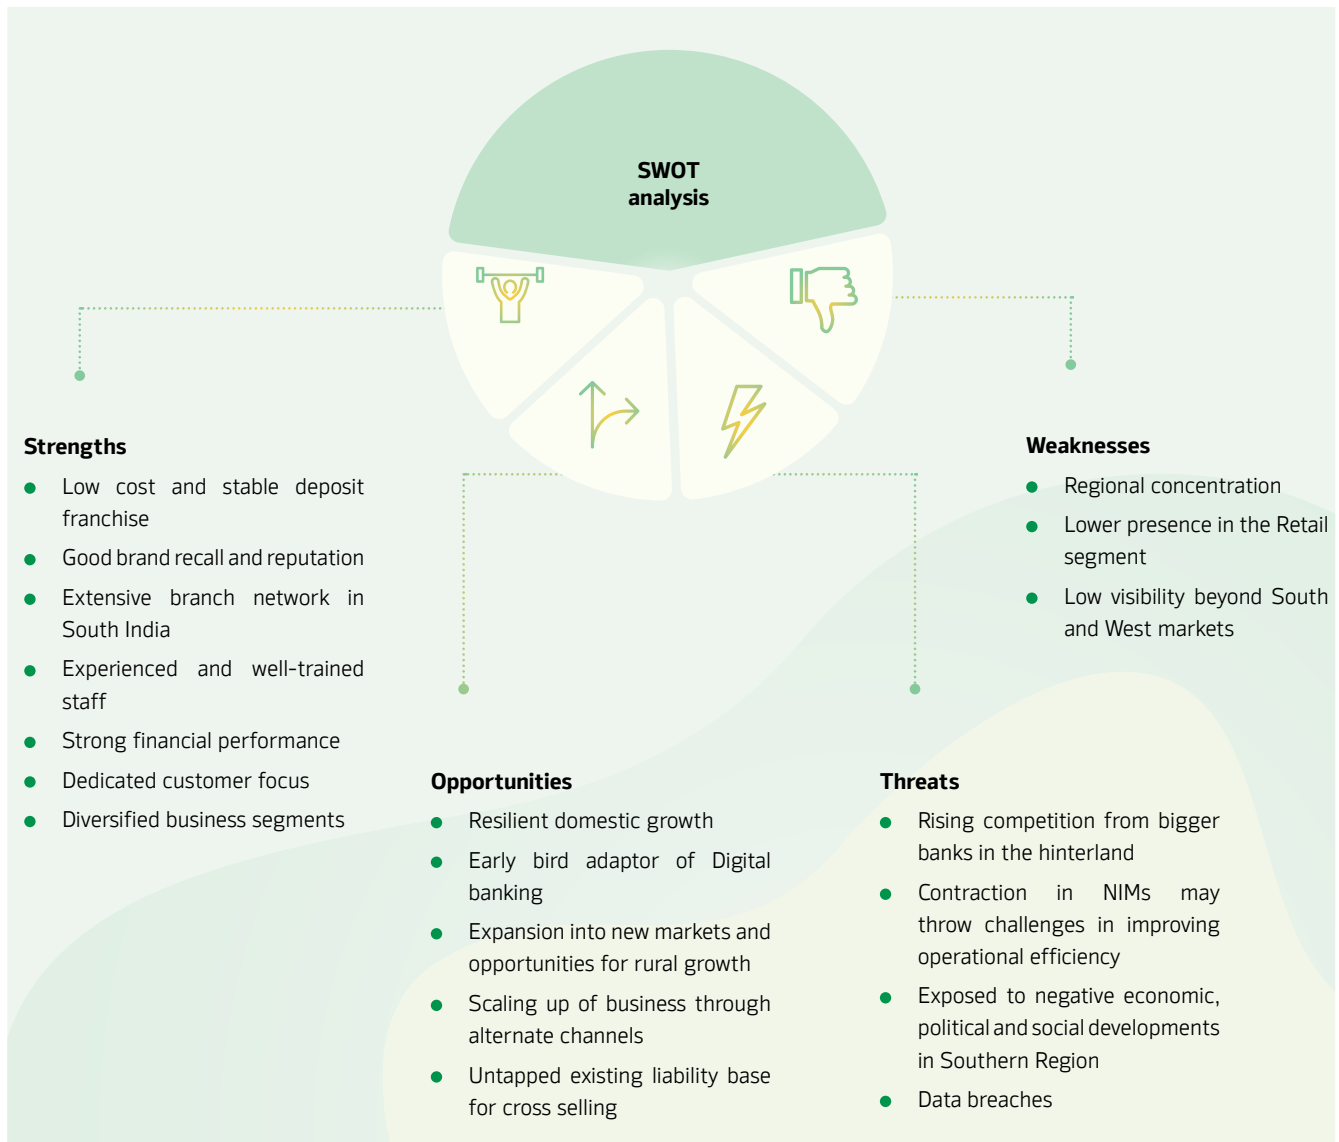 SWOT
analysis
Strengths
Low cost and stable deposit
franchise
Good brand recall and reputation
Extensive branch network in
South India
Experienced and well-trained
staff
Strong financial performance
Dedicated customer focus
Diversified business segments
Weaknesses
Regional concentration
Lower presence in the Retail
segment
Low visibility beyond South
and West markets
Opportunities
Resilient domestic growth
Early bird adaptor of Digital
banking
Expansion into new markets and
opportunities for rural growth
Scaling up of business through
alternate channels
Untapped existing liability base
for cross selling
Threats
Rising competition from bigger
banks in the hinterland
Contraction in NIMs may
throw challenges in improving
operational efficiency
Exposed to negative economic,
political and social developments
in Southern Region
Data breaches